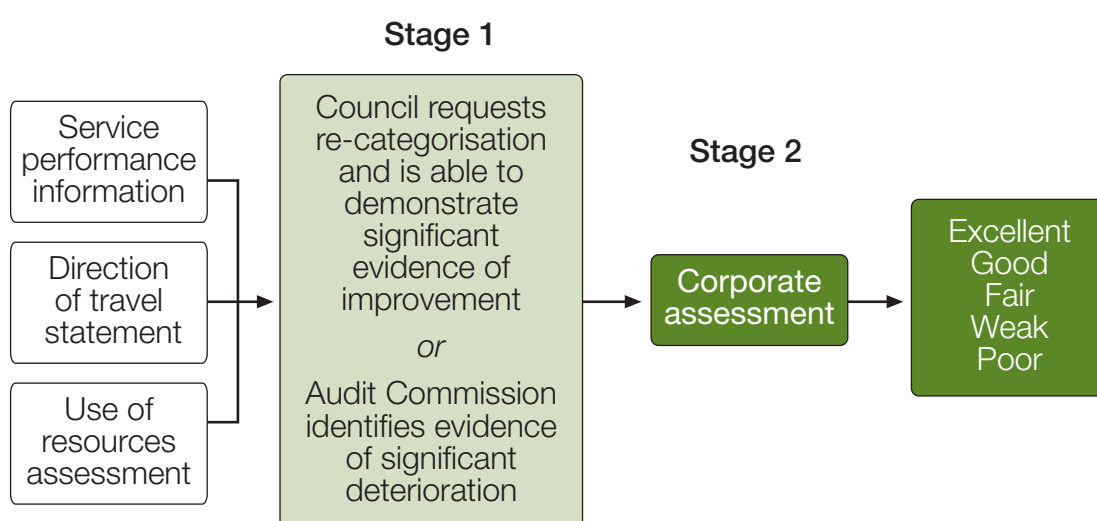 Stage 1
Service
performance
information
Direction
of travel
statement
Use of
resources
assessment
Council requests
re-categorisation
and is able to
demonstrate
significant
evidence of
improvement
or
Audit Commission
identifies evidence
of significant
deterioration
Stage 2
Corporate
assessment
Excellent
Good
Fair
Weak
Poor